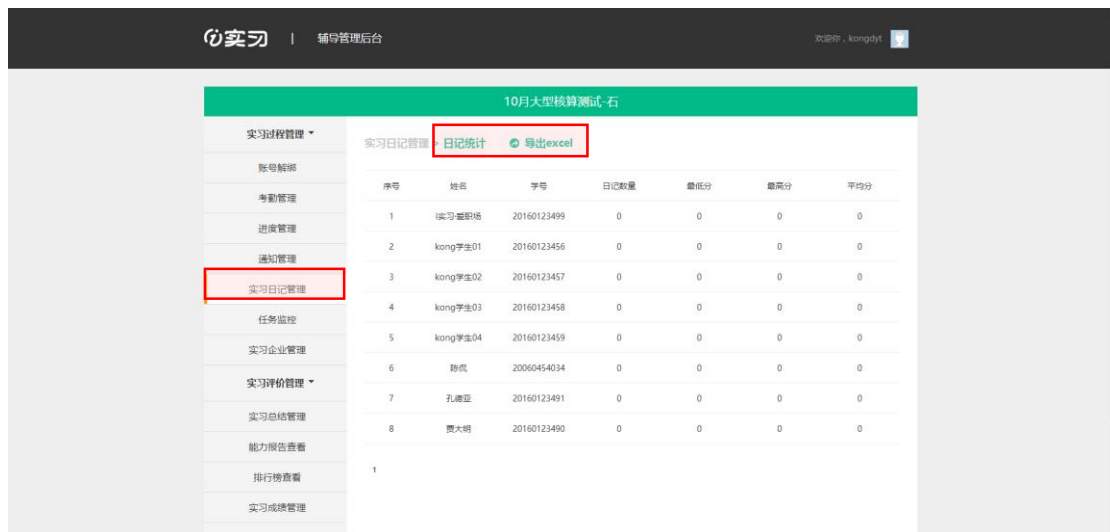 i实习 | 辅导管理后台 欢迎你，kongdyt
10月大型核算测试-石
实习过程管理
账号解绑
考勤管理
进度管理
通知管理
实习日记管理
任务监控
实习企业管理
实习评价管理
实习总结管理
能力报告查看
排行榜查看
实习成绩管理
实习日记管理 > 日记统计 导出excel
序号 姓名 学号 日记数量 最低分 最高分 平均分
1 i实习-爱职场 20160123499 0 0 0 0
2 kong学生01 20160123456 0 0 0 0
3 kong学生02 20160123457 0 0 0 0
4 kong学生03 20160123458 0 0 0 0
5 kong学生04 20160123459 0 0 0 0
6 陈侃 20060454034 0 0 0 0
7 孔德亚 20160123491 0 0 0 0
8 贾大明 20160123490 0 0 0 0
1